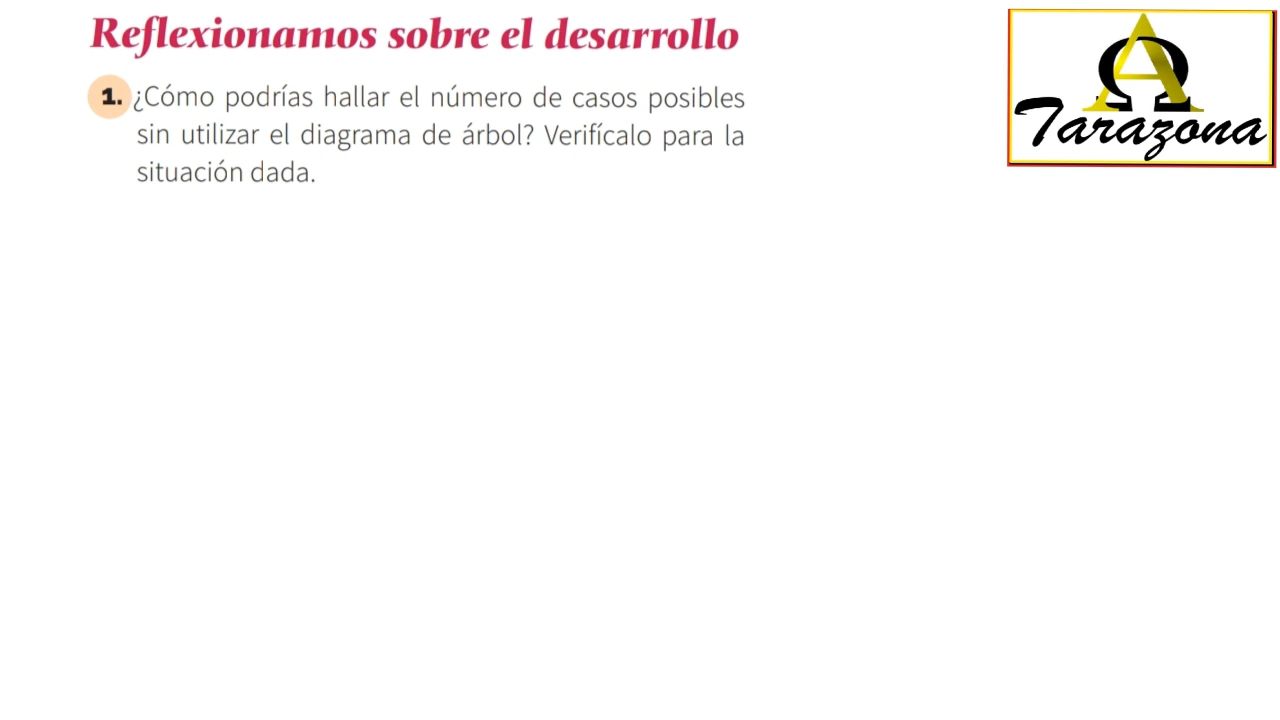 Reflexionamos sobre el desarrollo
1. ¿Cómo podrías hallar el número de casos posibles
sin utilizar el diagrama de árbol? Verifícalo para la
situación dada.
AΩ
Tarazona